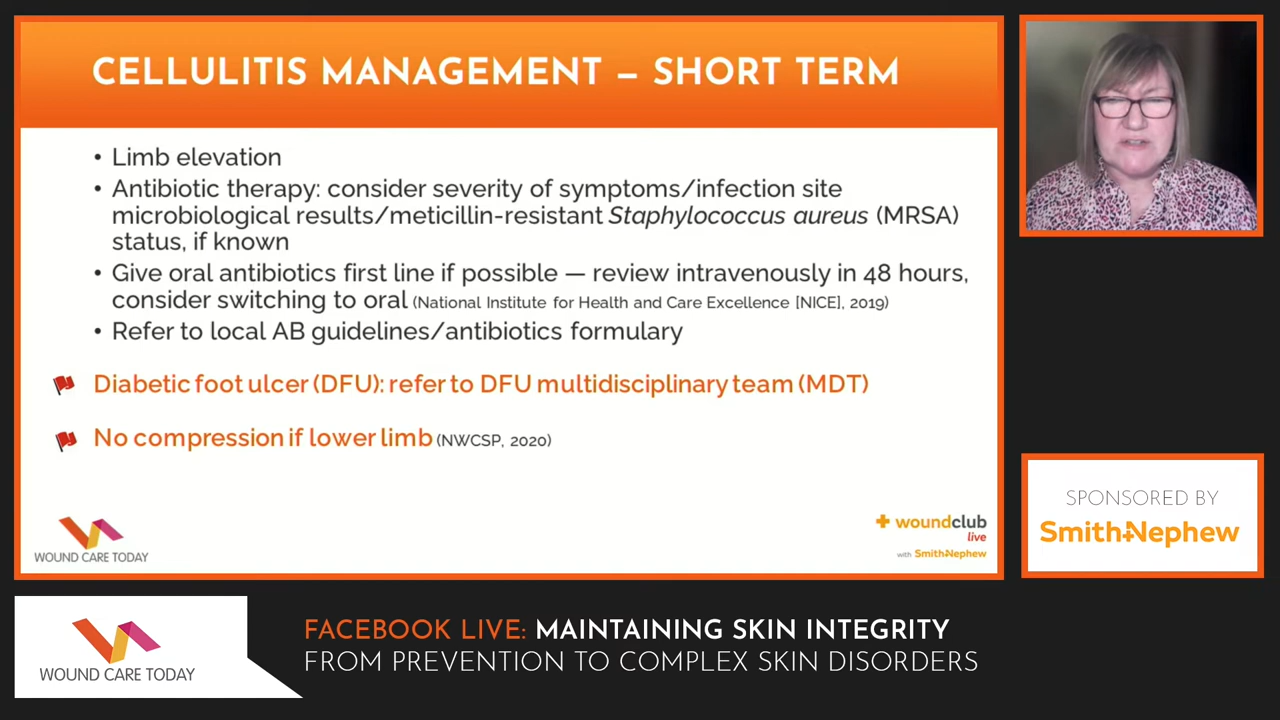 CELLULITIS MANAGEMENT – SHORT TERM
• Limb elevation
• Antibiotic therapy: consider severity of symptoms/infection site
microbiological results/meticillin-resistant Staphylococcus aureus (MRSA)
status, if known
• Give oral antibiotics first line if possible — review intravenously in 48 hours,
consider switching to oral (National Institute for Health and Care Excellence [NICE], 2019)
• Refer to local AB guidelines/antibiotics formulary
Diabetic foot ulcer (DFU): refer to DFU multidisciplinary team (MDT)
No compression if lower limb (NWCSP, 2020)
WOUND CARE TODAY
woundclub
live
with Smith+Nephew
SPONSORED BY
Smith+Nephew
WOUND CARE TODAY
FACEBOOK LIVE: MAINTAINING SKIN INTEGRITY
FROM PREVENTION TO COMPLEX SKIN DISORDERS